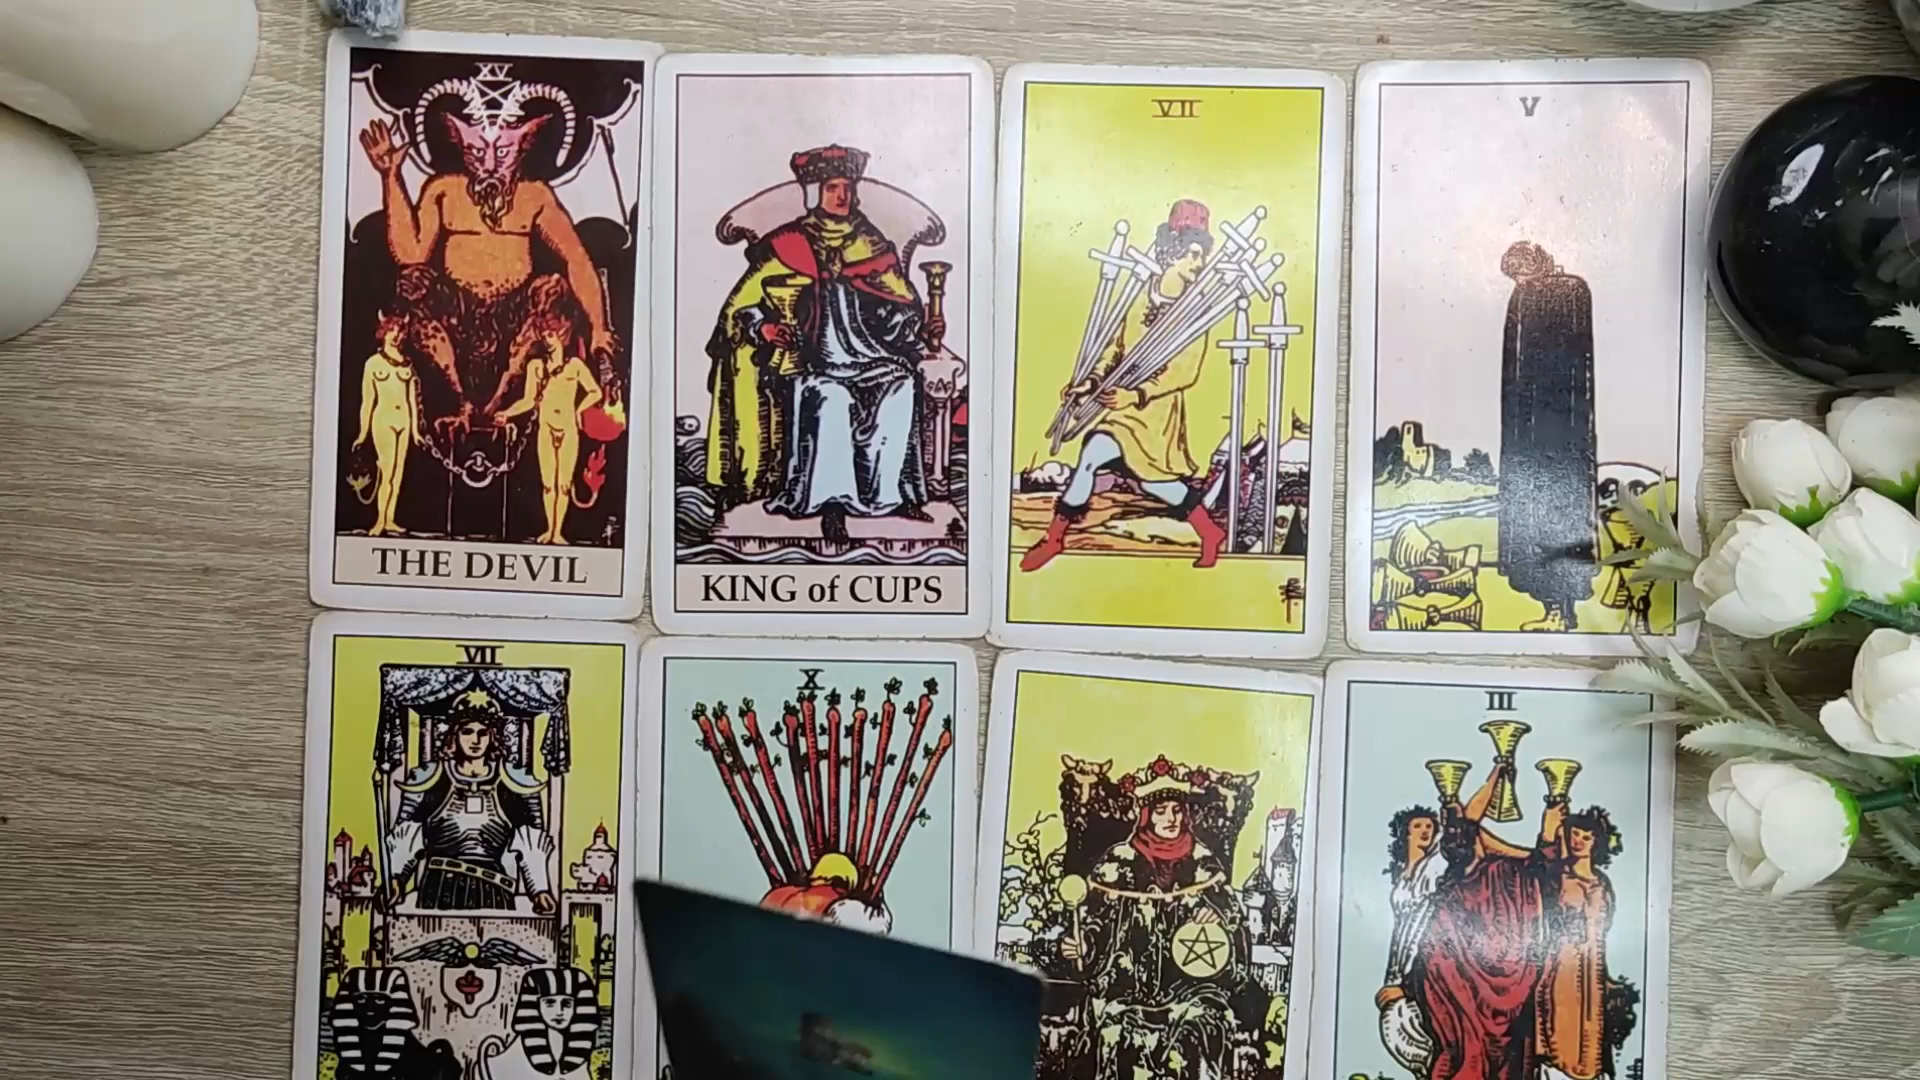 XV
THE DEVIL
KING of CUPS
VII
V
VII
X
III